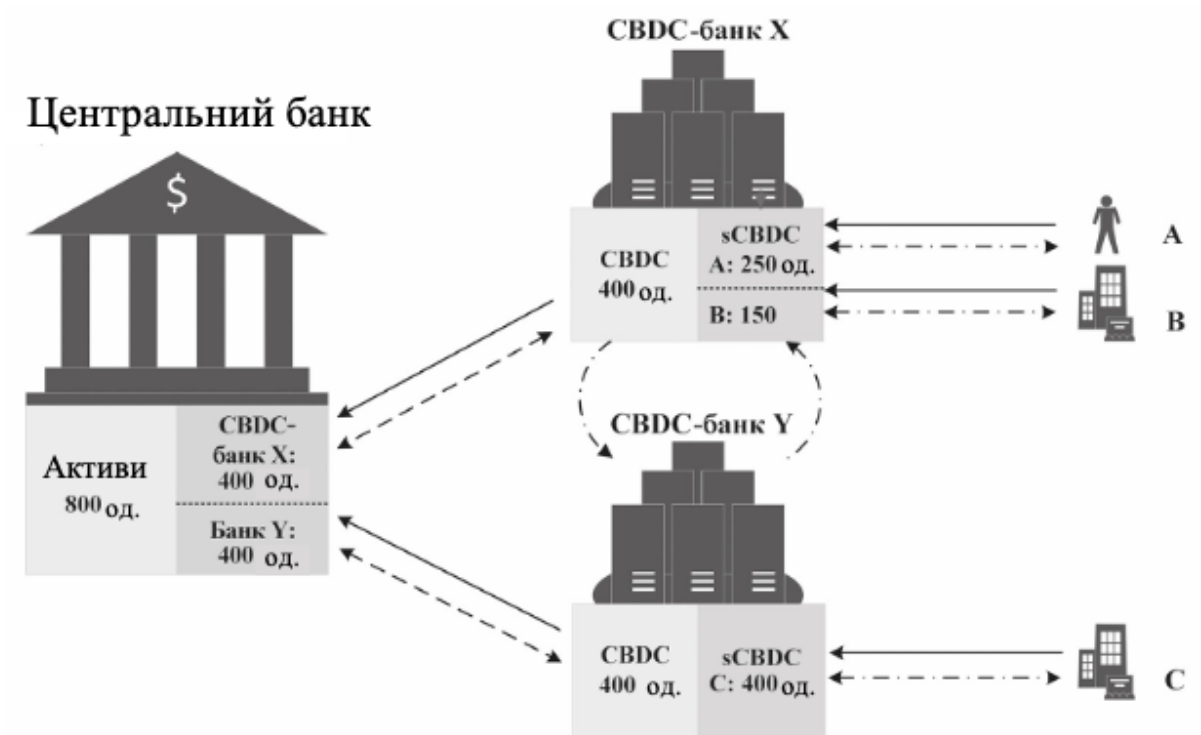 Центральний банк
$
Активи
800 од.
CBDC-
банк X:
400 од.
Банк Y:
400 од.
CBDC-банк X
CBDC
400 од.
sCBDC
A: 250 од.
B: 150
A
B
CBDC-банк Y
CBDC
400 од.
sCBDC
C: 400 од.
C